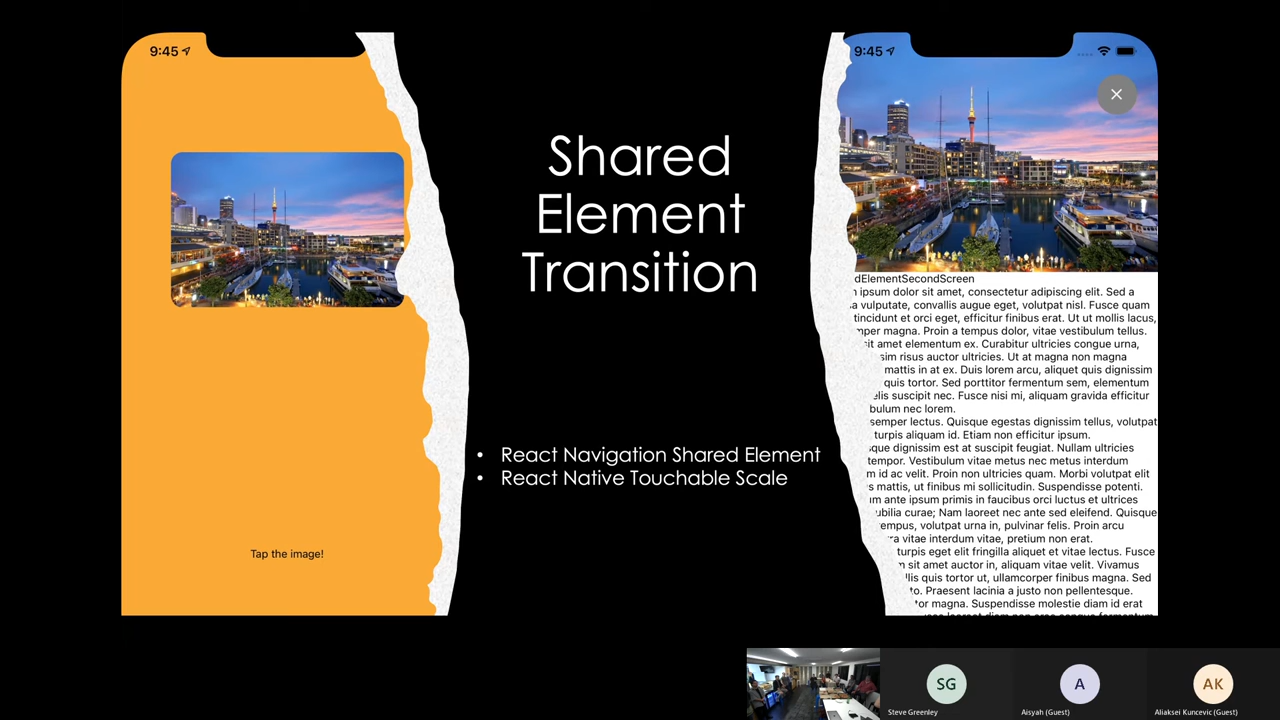 9:45
Tap the image!
Shared
Element
Transition
• React Navigation Shared Element
• React Native Touchable Scale
9:45
dElementSecondScreen
ipsum dolor sit amet, consectetur adipiscing elit. Sed a
vulputate, convallis augue eget, volutpat nisl. Fusce quam
tincidunt et orci eget, efficitur finibus erat. Ut ut mollis lacus,
mper magna. Proin a tempus dolor, vitae vestibulum tellus.
sit amet elementum ex. Curabitur ultricies congue urna,
sim risus auctor ultricies. Ut at magna non magna
mattis in at ex. Duis lorem arcu, aliquet quis dignissim
quis tortor. Sed porttitor fermentum sem, elementum
elis suscipit nec. Fusce nisi mi, aliquam gravida efficitur
bulum nec lorem.
semper lectus. Quisque egestas dignissim tellus, volutpat
turpis aliquam id. Etiam non efficitur ipsum.
sque dignissim est at suscipit feugiat. Nullam ultricies
tempor. Vestibulum vitae metus nec metus interdum
m id ac velit. Proin non ultricies quam. Morbi volutpat elit
s mattis, ut finibus mi sollicitudin. Suspendisse potenti.
m ante ipsum primis in faucibus orci luctus et ultrices
ubilia curae; Nam laoreet nec ante sed eleifend. Quisque
empus, volutpat urna in, pulvinar felis. Proin arcu
ra vitae interdum vitae, pretium non erat.
turpis eget elit fringilla aliquet et vitae lectus. Fusce
m sit amet auctor in, aliquam vitae velit. Vivamus
llis quis tortor ut, ullamcorper finibus magna. Sed
to. Praesent lacinia a justo non pellentesque.
tor magna. Suspendisse molestie diam id erat
SG
Steve Greenley
A
Aisyah (Guest)
AK
Aliaksei Kuncevic (Guest)